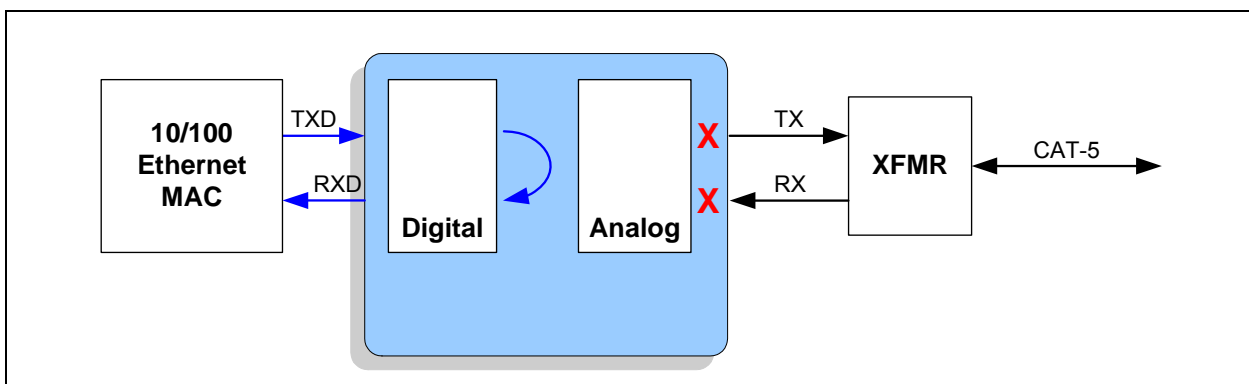 10/100
Ethernet
MAC
TXD
RXD
Digital
Analog
X
X
TX
RX
XFMR
CAT-5